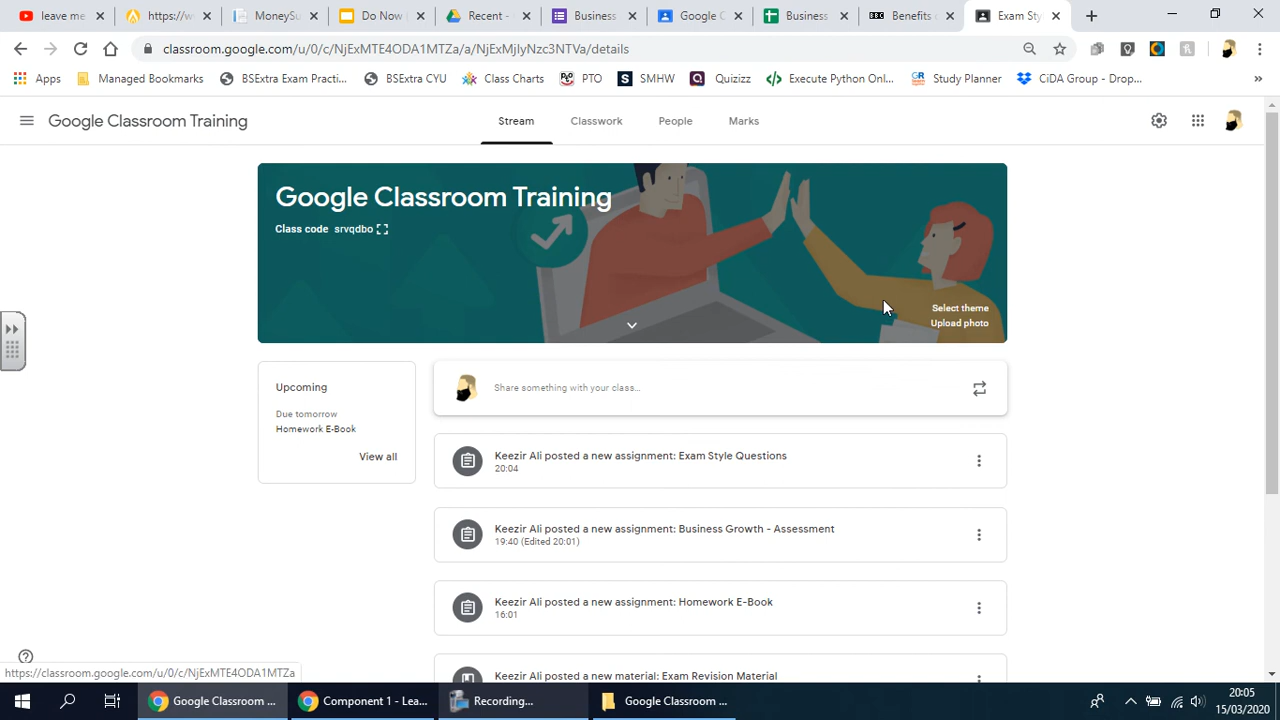 leave m
https://w
MoneySu
Do Now
Recent -
Business
Google
Business
Benefits a
Exam Sty
classroom.google.com/u/0/c/NjExMTE4ODA1MTZa/a/NjExMjIyNzc3NTVa/details
Apps
Managed Bookmarks
BSExtra Exam Practi...
BSExtra CYU
Class Charts
PTO
SMHW
Quizizz
Execute Python Onl...
Study Planner
CiDA Group - Drop...
Google Classroom Training
Stream
Classwork
People
Marks
Google Classroom Training
Class code srvqdbo
Select theme
Upload photo
Upcoming
Due tomorrow
Homework E-Book
View all
Share something with your class...
Keezir Ali posted a new assignment: Exam Style Questions
20:04
Keezir Ali posted a new assignment: Business Growth - Assessment
19:40 (Edited 20:01)
Keezir Ali posted a new assignment: Homework E-Book
16:01
Keezir Ali posted a new material: Exam Revision Material
https://classroom.google.com/u/0/c/NjExMTE4ODA1MTZa
Google Classroom ...
Component 1 - Lea...
Recording...
Google Classroom ...
20:05
15/03/2020